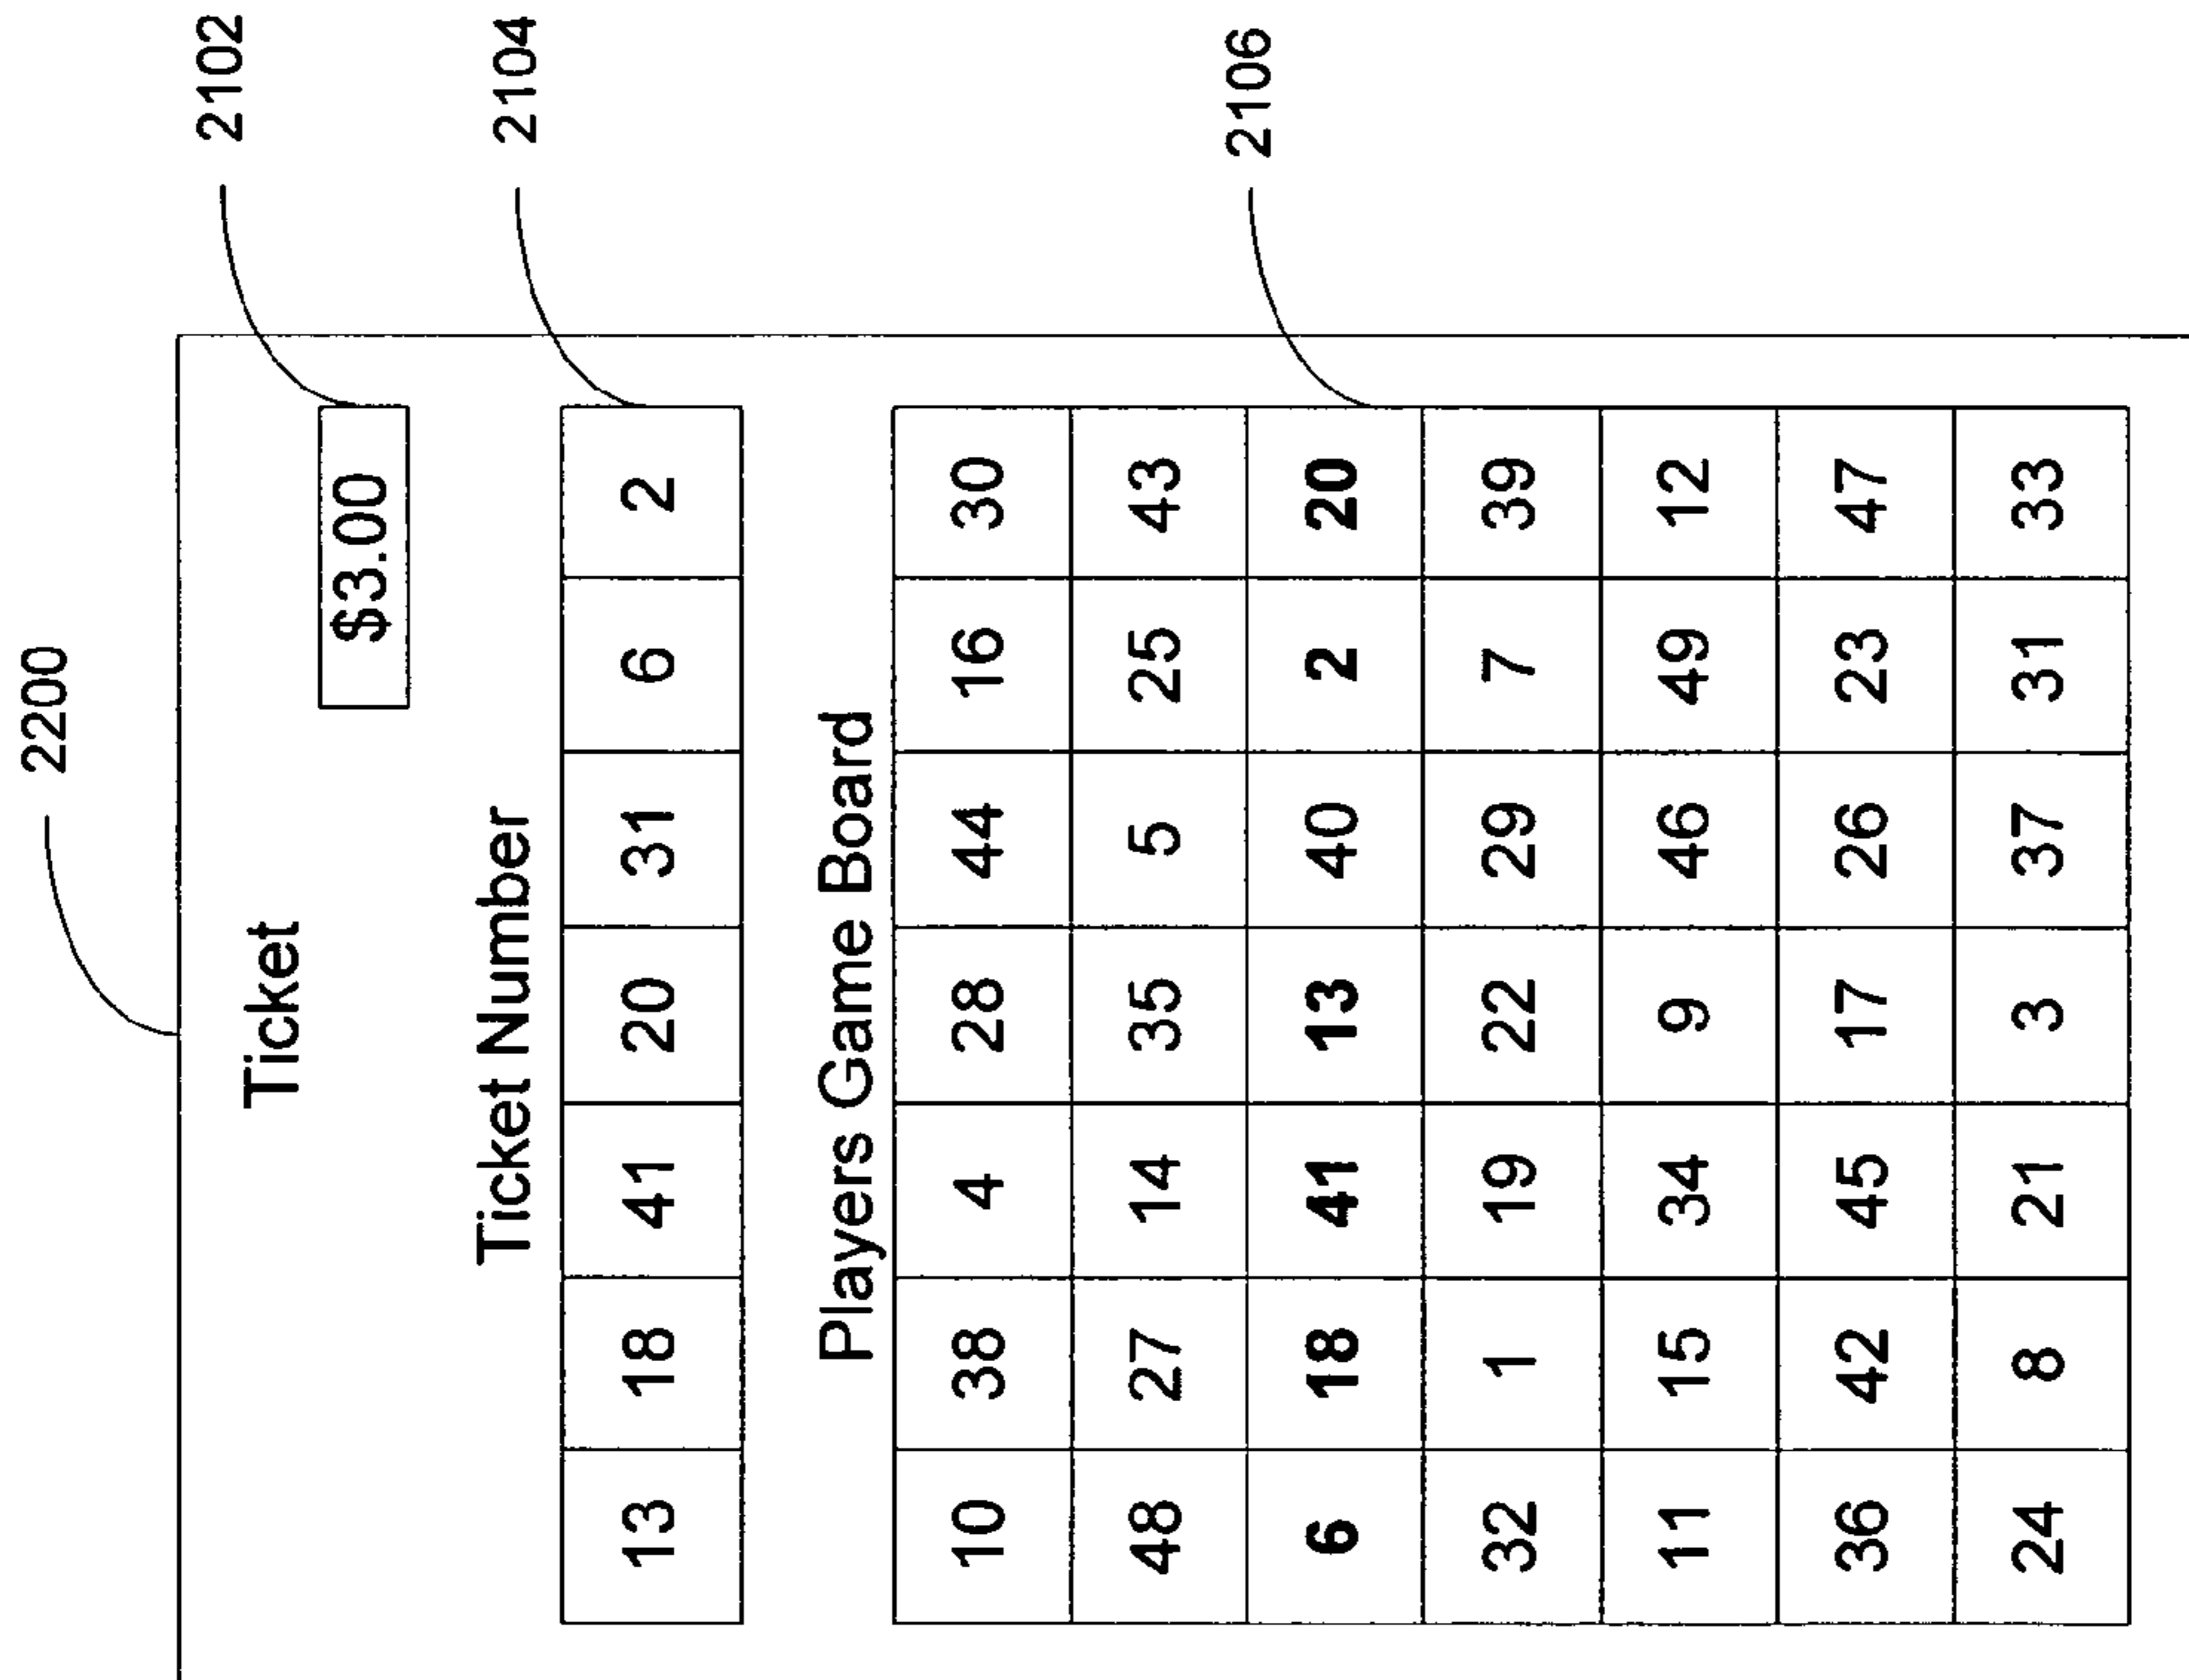 2200
Ticket
2102
$3.00
Ticket Number
2104
13 18 41 20 31 6 2
Players Game Board
2106
10 38 4 28 44 16 30
48 27 14 35 5 25 43
6 18 41 13 40 2 20
32 1 19 22 29 7 39
11 15 34 9 46 49 12
36 42 45 17 26 23 47
24 8 21 3 37 31 33